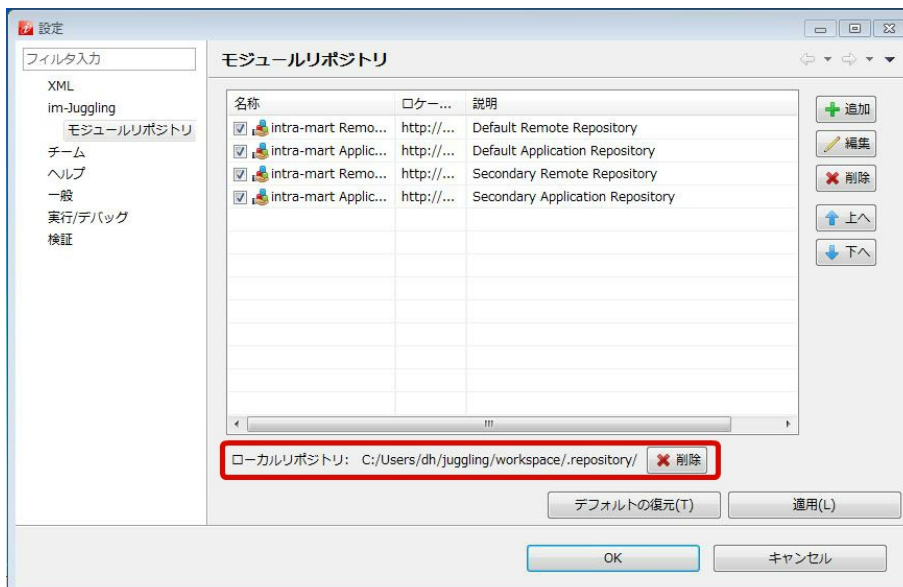 設定
フィルタ入力
XML
im-Juggling
モジュールリポジトリ
チーム
ヘルプ
一般
実行/デバッグ
検証
モジュールリポジトリ
名称 ロケー... 説明
intra-mart Remo... http://... Default Remote Repository
intra-mart Applic... http://... Default Application Repository
intra-mart Remo... http://... Secondary Remote Repository
intra-mart Applic... http://... Secondary Application Repository
追加
編集
削除
上へ
下へ
ローカルリポジトリ: C:/Users/dh/juggling/workspace/.repository/ 削除
デフォルトの復元(T) 適用(L)
OK キャンセル